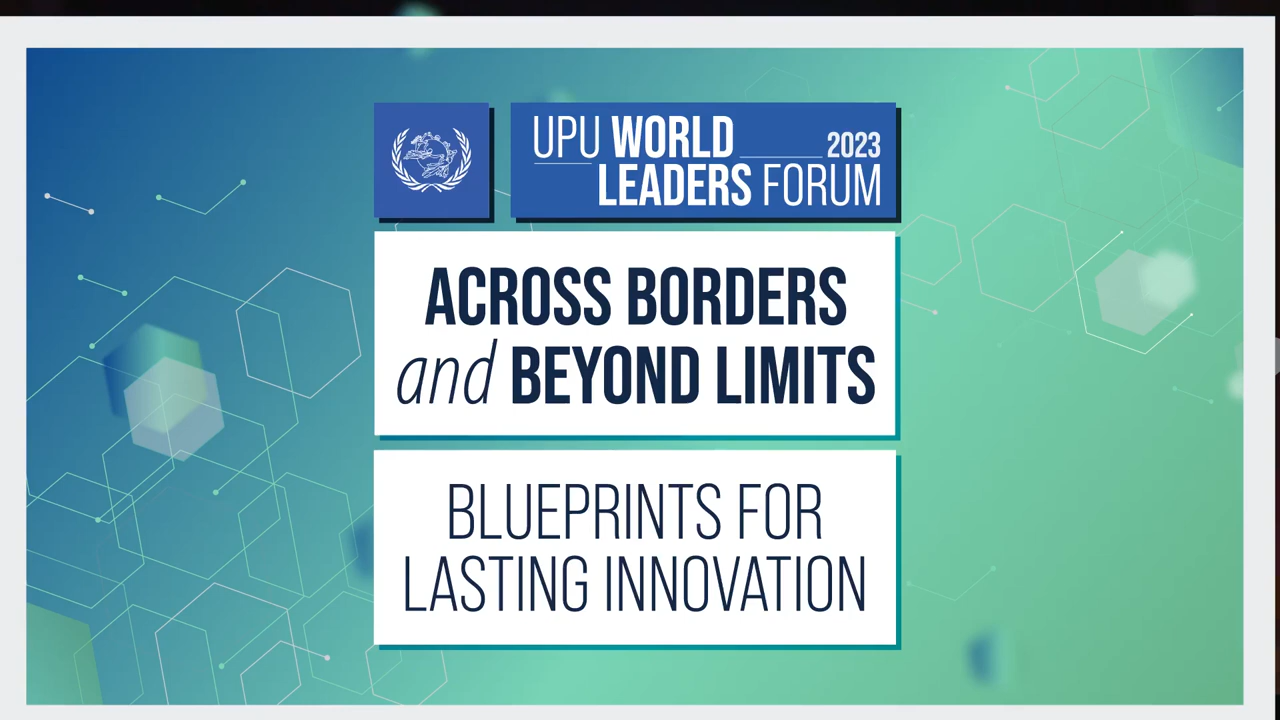 UPU WORLD 2023
LEADERS FORUM
ACROSS BORDERS
and BEYOND LIMITS
BLUEPRINTS FOR
LASTING INNOVATION